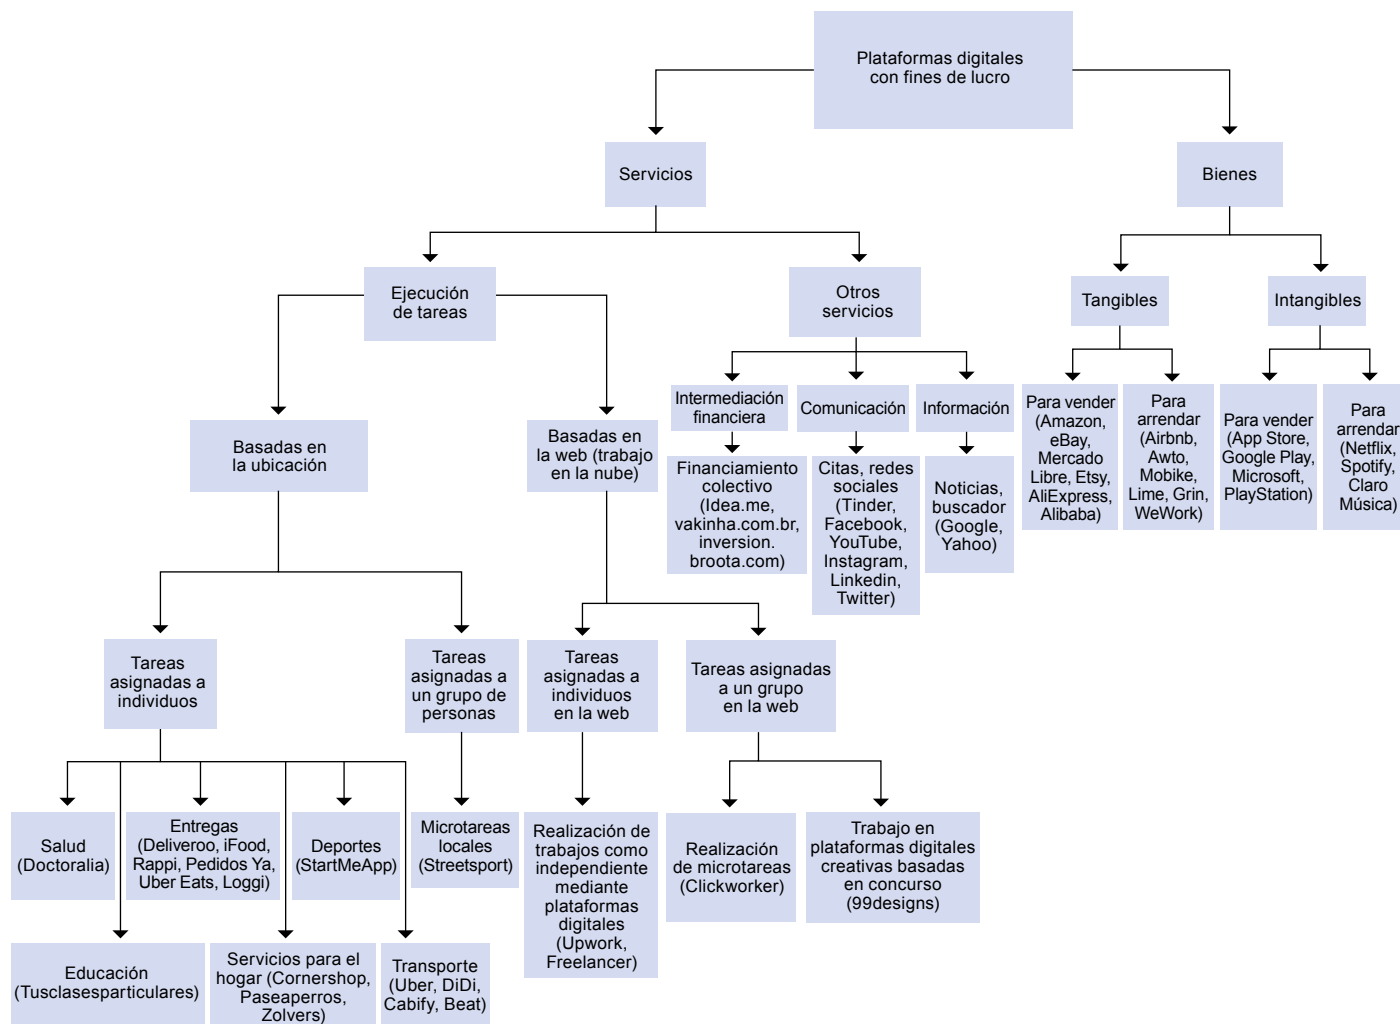 Plataformas digitales
con fines de lucro
Servicios
Bienes
Ejecución
de tareas
Otros
servicios
Tangibles
Intangibles
Basadas en
la ubicación
Basadas en
la web (trabajo
en la nube)
Intermediación
financiera
Comunicación
Información
Para vender
(Amazon,
eBay,
Mercado
Libre, Etsy,
AliExpress,
Alibaba)
Para
arrendar
(Airbnb,
Awto,
Mobike,
Lime, Grin,
WeWork)
Para vender
(App Store,
Google Play,
Microsoft,
PlayStation)
Para
arrendar
(Netflix,
Spotify,
Claro
Música)
Financiamiento
colectivo
(Idea.me,
vakinha.com.br,
inversion.
broota.com)
Citas, redes
sociales
(Tinder,
Facebook,
YouTube,
Instagram,
Linkedin,
Twitter)
Noticias,
buscador
(Google,
Yahoo)
Tareas
asignadas a
individuos
Tareas
asignadas a
un grupo de
personas
Tareas
asignadas a
individuos
en la web
Tareas asignadas
a un grupo
en la web
Salud
(Doctoralia)
Entregas
(Deliveroo, iFood,
Rappi, Pedidos Ya,
Uber Eats, Loggi)
Deportes
(StartMeApp)
Microtareas
locales
(Streetsport)
Realización de
trabajos como
independiente
mediante
plataformas
digitales
(Upwork,
Freelancer)
Realización
de microtareas
(Clickworker)
Trabajo en
plataformas digitales
creativas basadas
en concurso
(99designs)
Educación
(Tusclasesparticulares)
Servicios para el
hogar (Cornershop,
Paseaperros,
Zolvers)
Transporte
(Uber, DiDi,
Cabify, Beat)